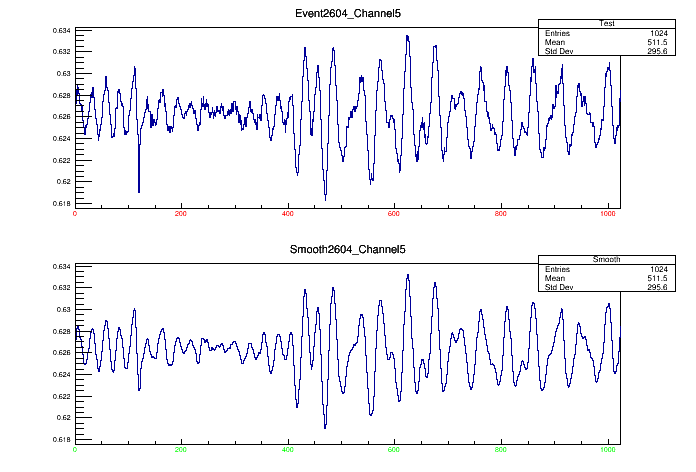 Event2604_Channel5
Test
Entries 1024
Mean 511.5
Std Dev 295.6
0.634
0.632
0.63
0.628
0.626
0.624
0.622
0.62
0.618
0 200 400 600 800 1000
Smooth2604_Channel5
Smooth
Entries 1024
Mean 511.5
Std Dev 295.6
0.634
0.632
0.63
0.628
0.626
0.624
0.622
0.62
0.618
0 200 400 600 800 1000